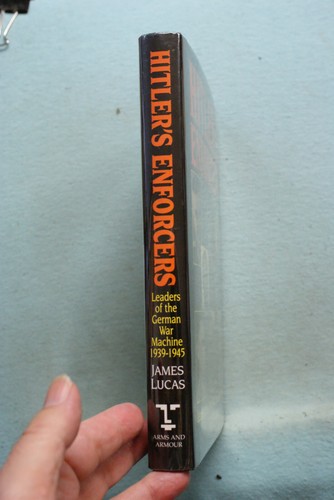 HITLER'S ENFORCERS
Leaders
of the
German
War
Machine
1939-1945
JAMES
LUCAS
ARMS AND
ARMOUR